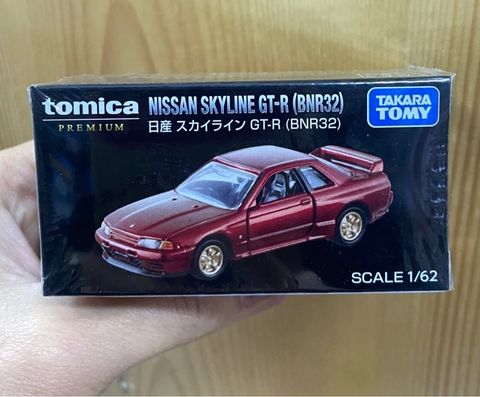 tomica
PREMIUM
NISSAN SKYLINE GT-R (BNR32)
日産 スカイライン GT-R (BNR32)
TAKARA
TOMY
SCALE 1/62